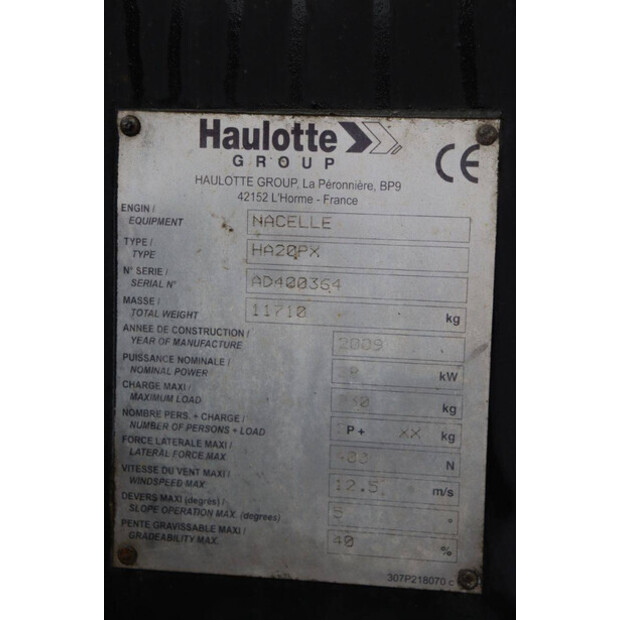 Haulotte
GROUP
CE
HAULOTTE GROUP, La Péronnière, BP9
42152 L'Horme - France
ENGIN /
EQUIPMENT NACELLE
TYPE /
TYPE HA20PX
N° SERIE /
SERIAL N° AD400364
MASSE /
TOTAL WEIGHT 11710 kg
ANNEE DE CONSTRUCTION /
YEAR OF MANUFACTURE 2009
PUISSANCE NOMINALE /
NOMINAL POWER kW
CHARGE MAXI /
MAXIMUM LOAD kg
NOMBRE PERS. + CHARGE /
NUMBER OF PERSONS + LOAD P+ XX kg
FORCE LATERALE MAXI /
LATERAL FORCE MAX. 400 N
VITESSE DU VENT MAXI /
WINDSPEED MAX. 12.5 m/s
DEVERS MAXI (degrès) /
SLOPE OPERATION MAX. (degrees) 5 °
PENTE GRAVISSABLE MAXI /
GRADEABILITY MAX. 40 %
307P218070 c